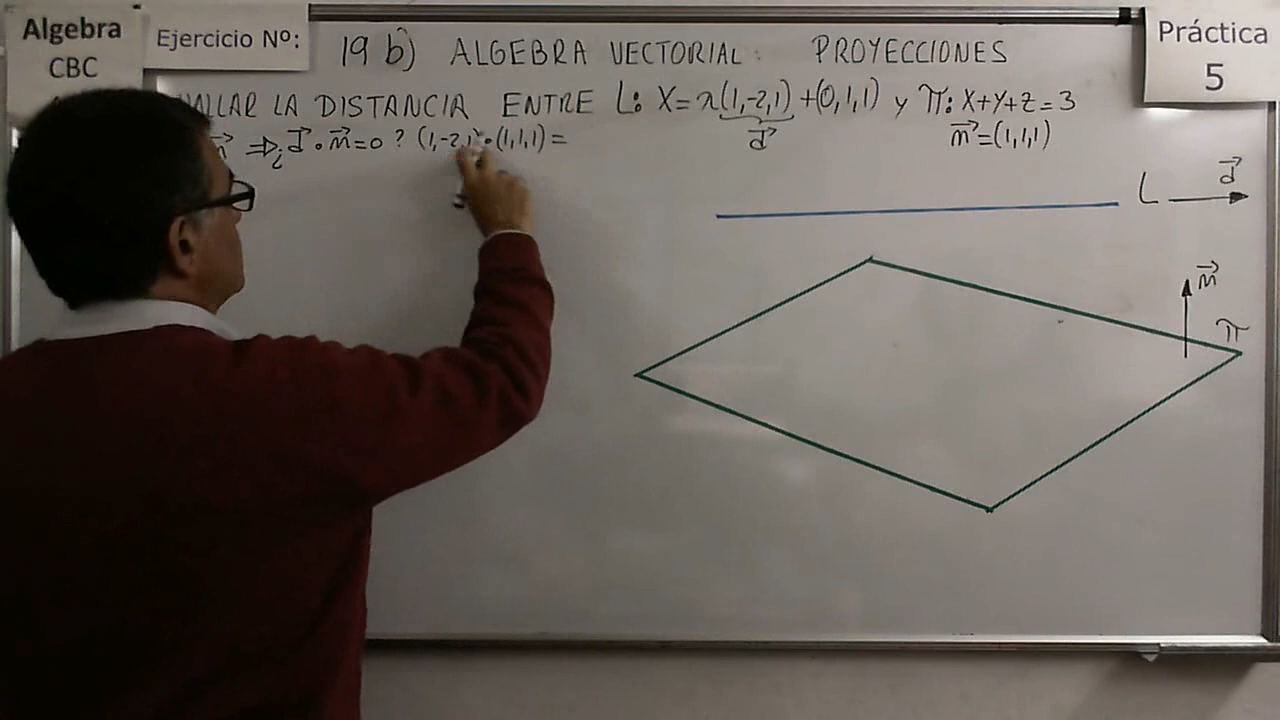 Algebra
CBC
Ejercicio Nº:
19 b) ALGEBRA VECTORIAL: PROYECCIONES
Práctica
5
HALLAR LA DISTANCIA ENTRE L: X=λ(1,-2,1)+(0,1,1) y π: X+Y+Z=3
d⃗
n⃗=(1,1,1)
n⃗ ⇒ ¿d⃗•n⃗=0? (1,-2,1)•(1,1,1)=
L d⃗
n⃗
π